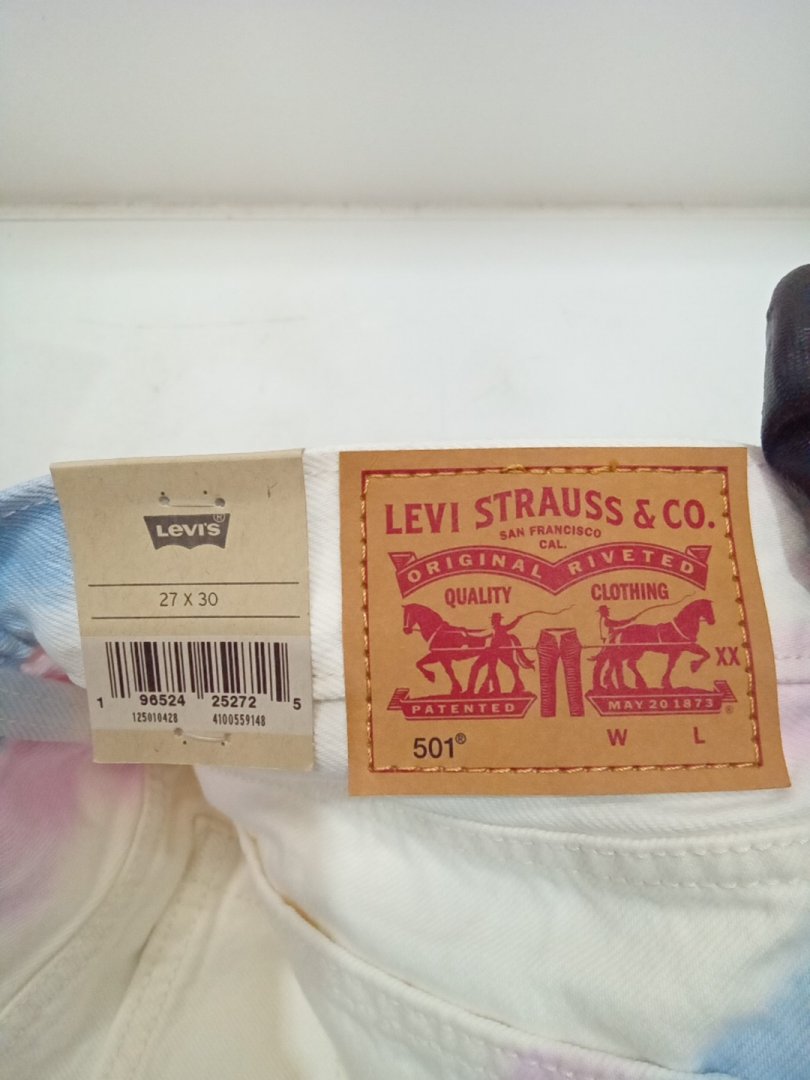 LEVI'S®
27 X 30
1 96524 25272 5
125010428 4100559148
LEVI STRAUSS & CO.
SAN FRANCISCO
CAL.
ORIGINAL RIVETED
QUALITY CLOTHING
XX
PATENTED MAY 20 1873 ®
501® W L